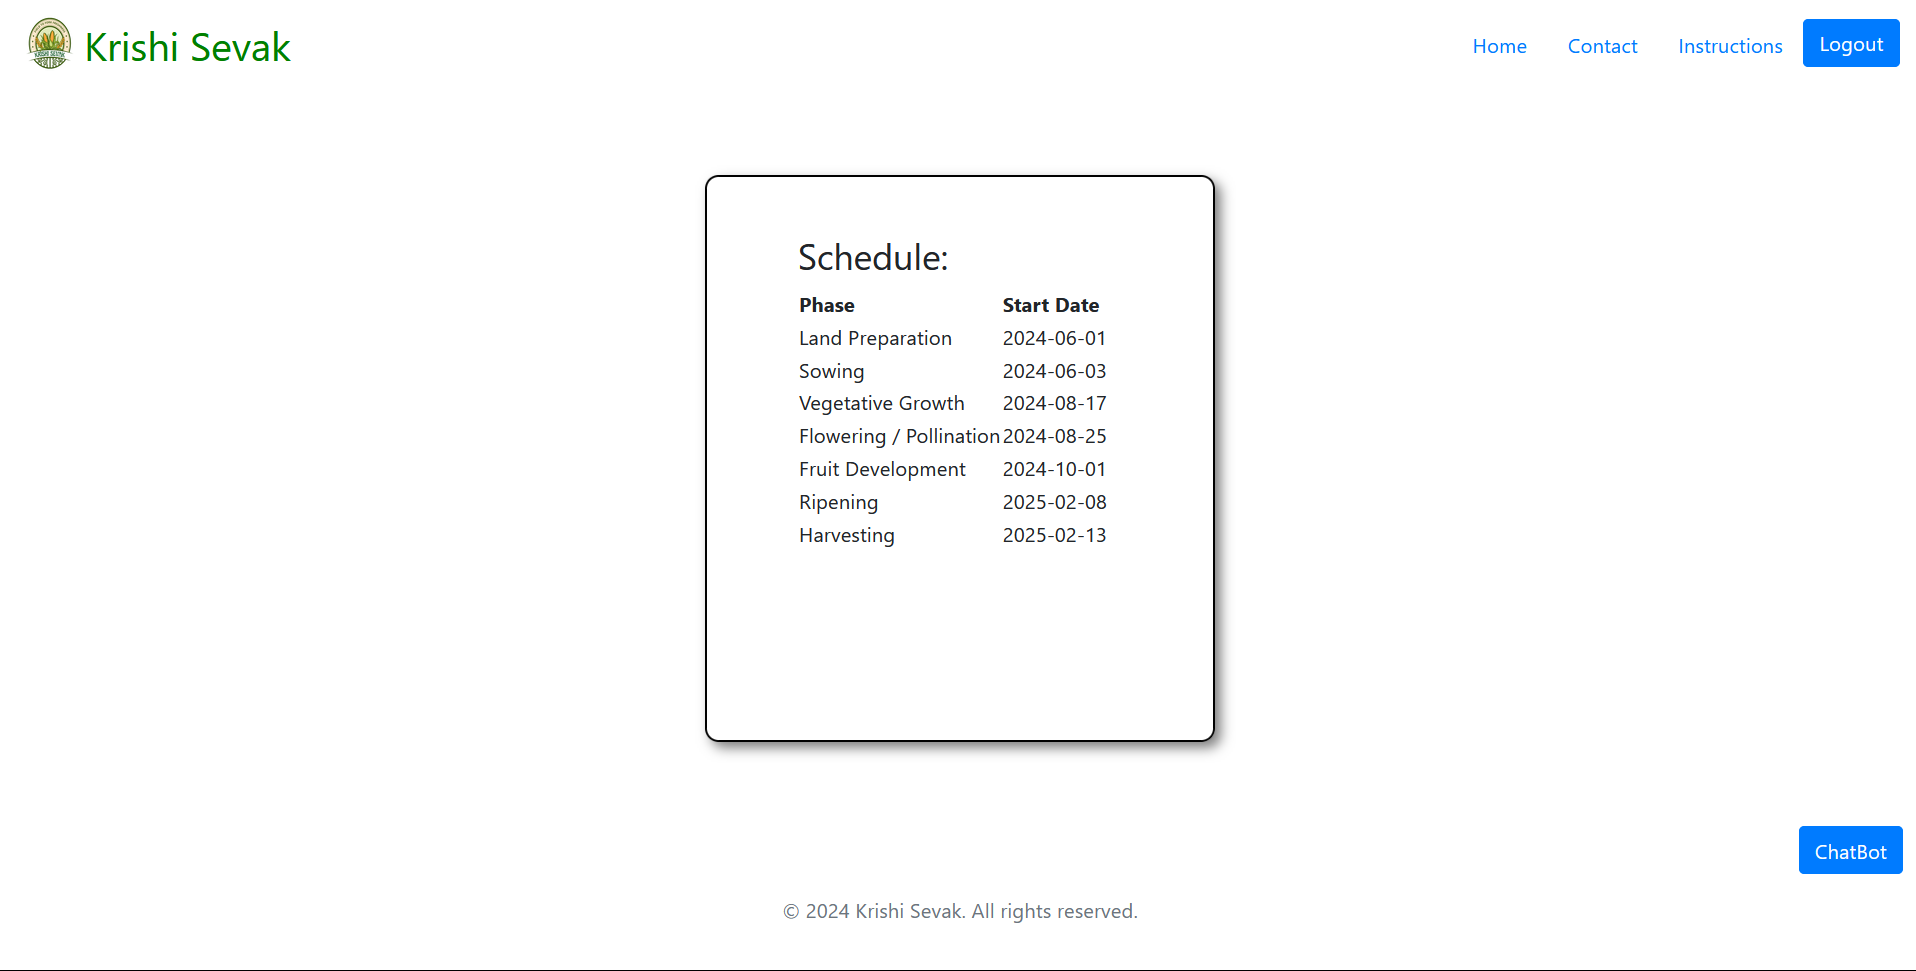 Krishi Sevak
Home Contact Instructions Logout
Schedule:
Phase Start Date
Land Preparation 2024-06-01
Sowing 2024-06-03
Vegetative Growth 2024-08-17
Flowering / Pollination 2024-08-25
Fruit Development 2024-10-01
Ripening 2025-02-08
Harvesting 2025-02-13
ChatBot
© 2024 Krishi Sevak. All rights reserved.